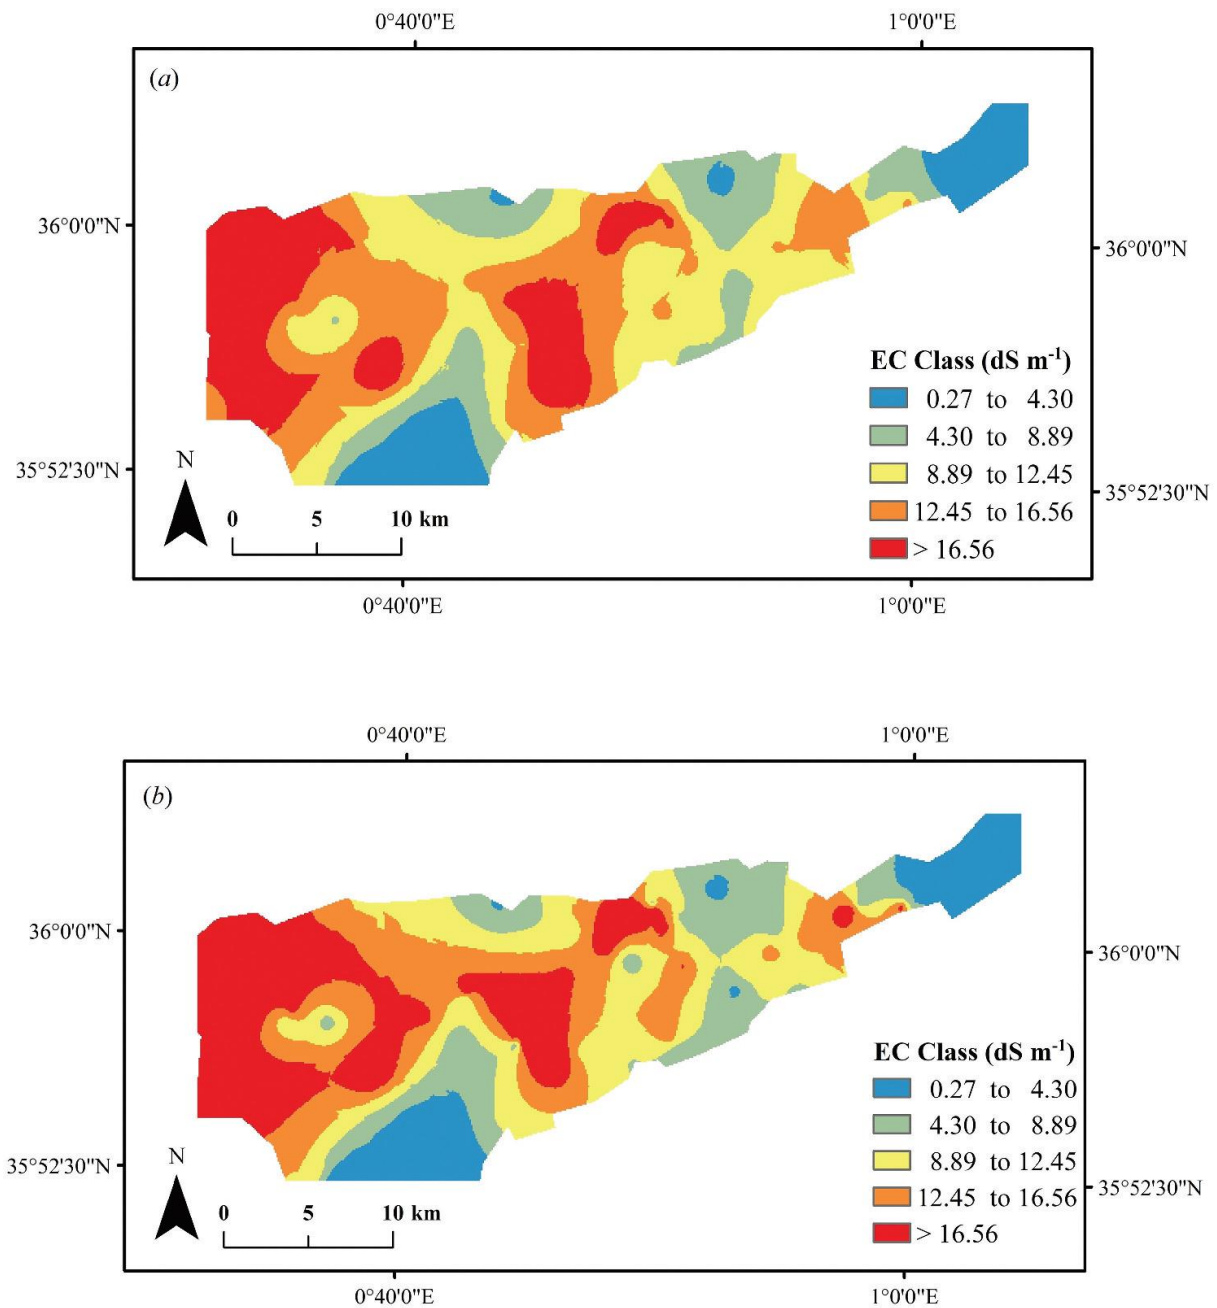 0°40'0"E 1°0'0"E
(a)
36°0'0"N
36°0'0"N
EC Class (dS m-1)
0.27 to 4.30
4.30 to 8.89
8.89 to 12.45
12.45 to 16.56
> 16.56
N
35°52'30"N
35°52'30"N
0 5 10 km
0°40'0"E 1°0'0"E
0°40'0"E 1°0'0"E
(b)
36°0'0"N
36°0'0"N
EC Class (dS m-1)
0.27 to 4.30
4.30 to 8.89
8.89 to 12.45
12.45 to 16.56
> 16.56
N
35°52'30"N
35°52'30"N
0 5 10 km
0°40'0"E 1°0'0"E